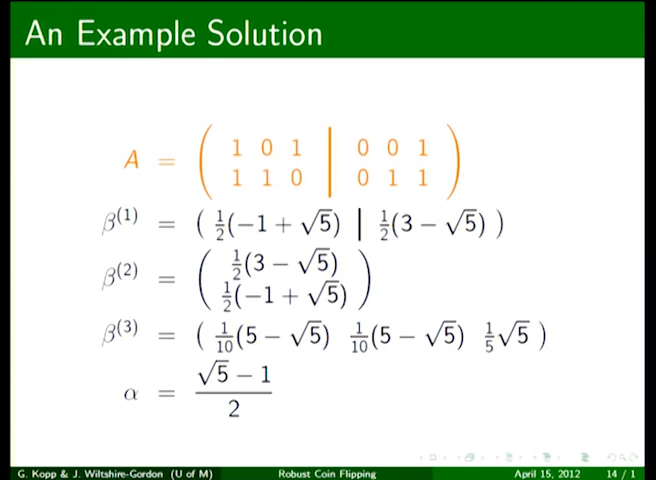 An Example Solution
A = ( 1 0 1 | 0 0 1
1 1 0 | 0 1 1 )
β⁽¹⁾ = ( ½(−1 + √5) | ½(3 − √5) )
β⁽²⁾ = ( ½(3 − √5)
½(−1 + √5) )
β⁽³⁾ = ( 1/10(5 − √5) 1/10(5 − √5) 1/5√5 )
α = (√5 − 1)/2
G. Kopp & J. Wiltshire-Gordon (U of M) Robust Coin Flipping April 15, 2012 14 / 1